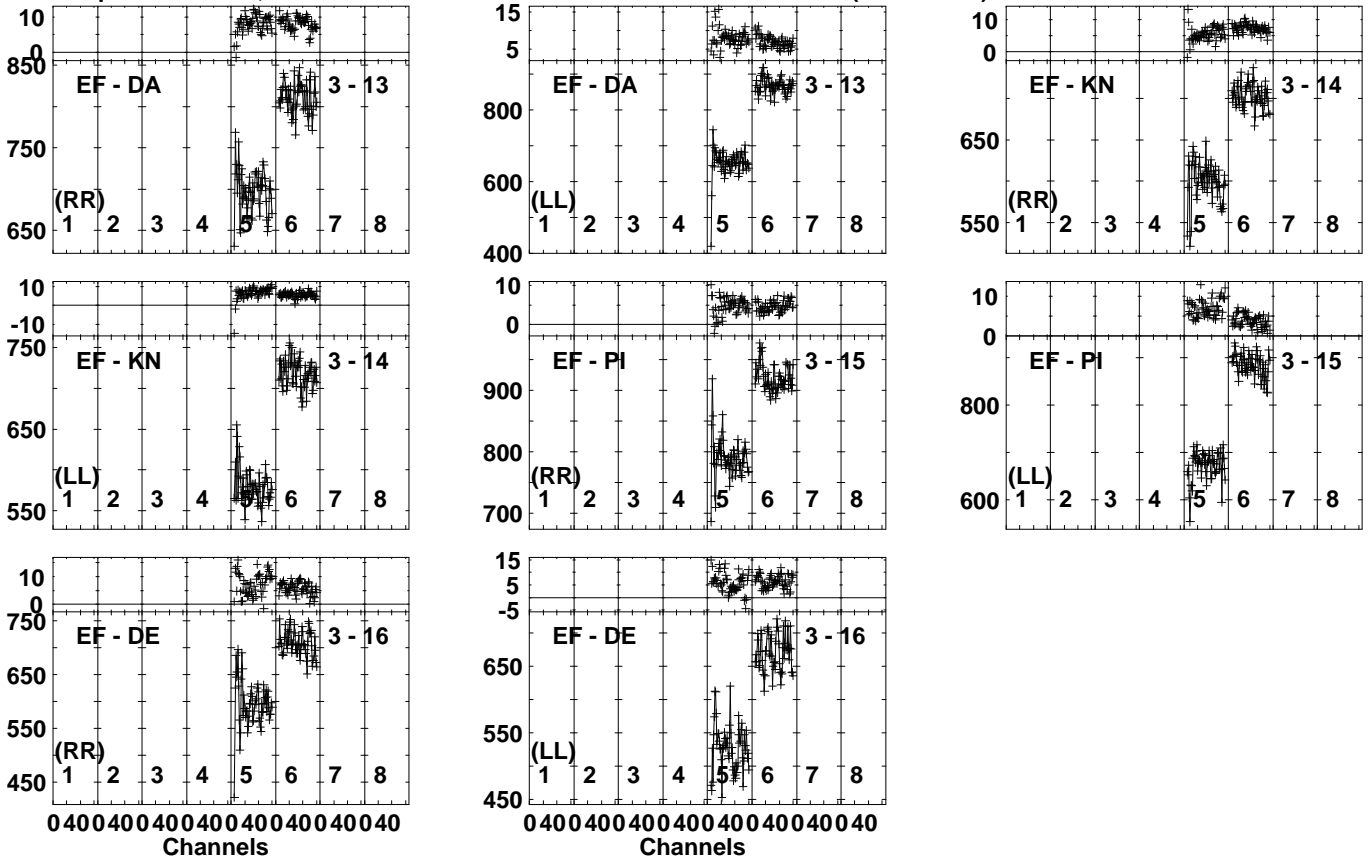 10
0
850
750
650
EF - DA 3 - 13
(RR)
1 2 3 4 5 6 7 8
15
5
800
600
400
EF - DA 3 - 13
(LL)
1 2 3 4 5 6 7 8
10
0
650
550
EF - KN 3 - 14
(RR)
1 2 3 4 5 6 7 8
10
-10
750
650
550
EF - KN 3 - 14
(LL)
1 2 3 4 5 6 7 8
10
0
900
800
700
EF - PI 3 - 15
(RR)
1 2 3 4 5 6 7 8
10
0
800
600
EF - PI 3 - 15
(LL)
1 2 3 4 5 6 7 8
10
0
750
650
550
450
EF - DE 3 - 16
(RR)
1 2 3 4 5 6 7 8
0 40 0 40 0 40 0 40 0 40 0 40 0 40 0 40
Channels
15
5
-5
650
550
450
EF - DE 3 - 16
(LL)
1 2 3 4 5 6 7 8
0 40 0 40 0 40 0 40 0 40 0 40 0 40 0 40
Channels